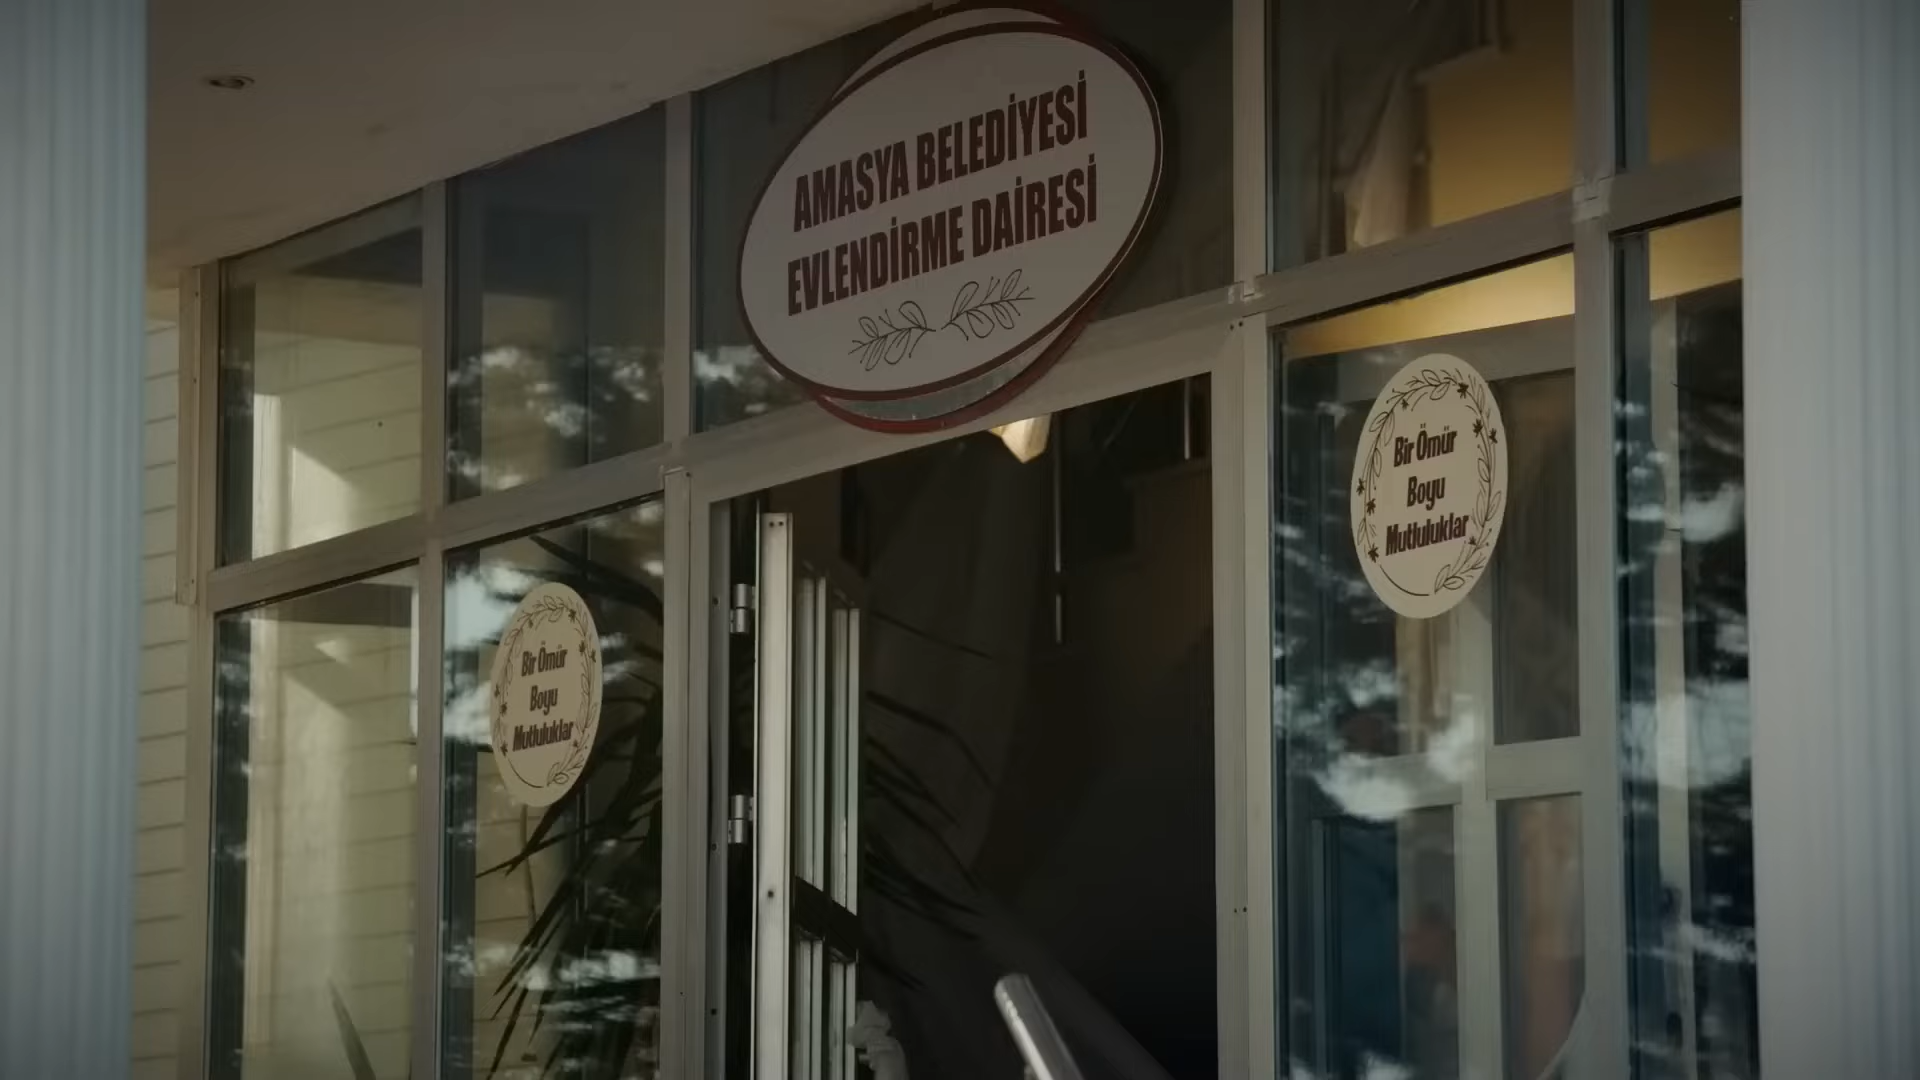 AMASYA BELEDİYESİ
EVLENDİRME DAİRESİ
Bir Ömür
Boyu
Mutluluklar
Bir Ömür
Boyu
Mutluluklar